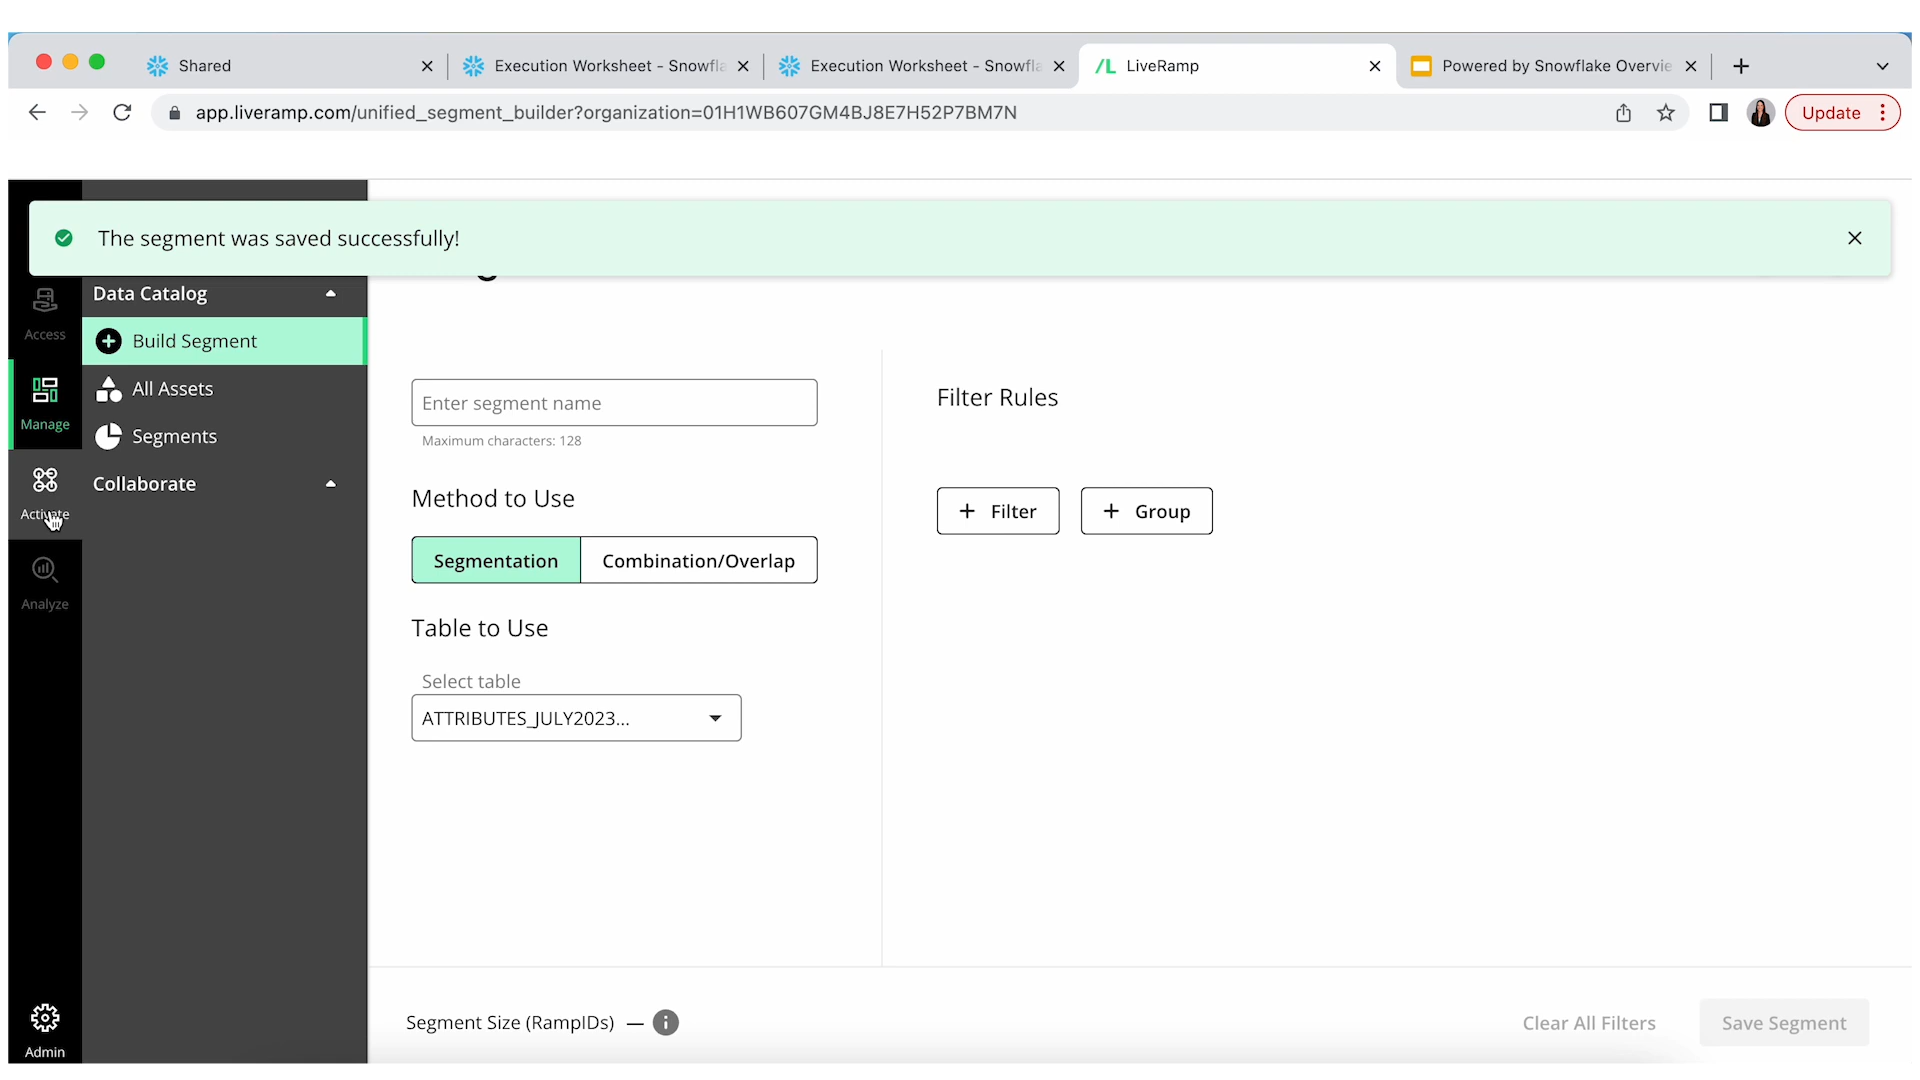 Shared
Execution Worksheet - Snowfla
Execution Worksheet - Snowfla
LiveRamp
Powered by Snowflake Overvie
app.liveramp.com/unified_segment_builder?organization=01H1WB607GM4BJ8E7H52P7BM7N
Update
The segment was saved successfully!
Access
Manage
Activate
Analyze
Admin
Data Catalog
Build Segment
All Assets
Segments
Collaborate
Enter segment name
Maximum characters: 128
Method to Use
Segmentation
Combination/Overlap
Table to Use
Select table
ATTRIBUTES_JULY2023...
Filter Rules
+ Filter
+ Group
Segment Size (RampIDs) —
Clear All Filters
Save Segment